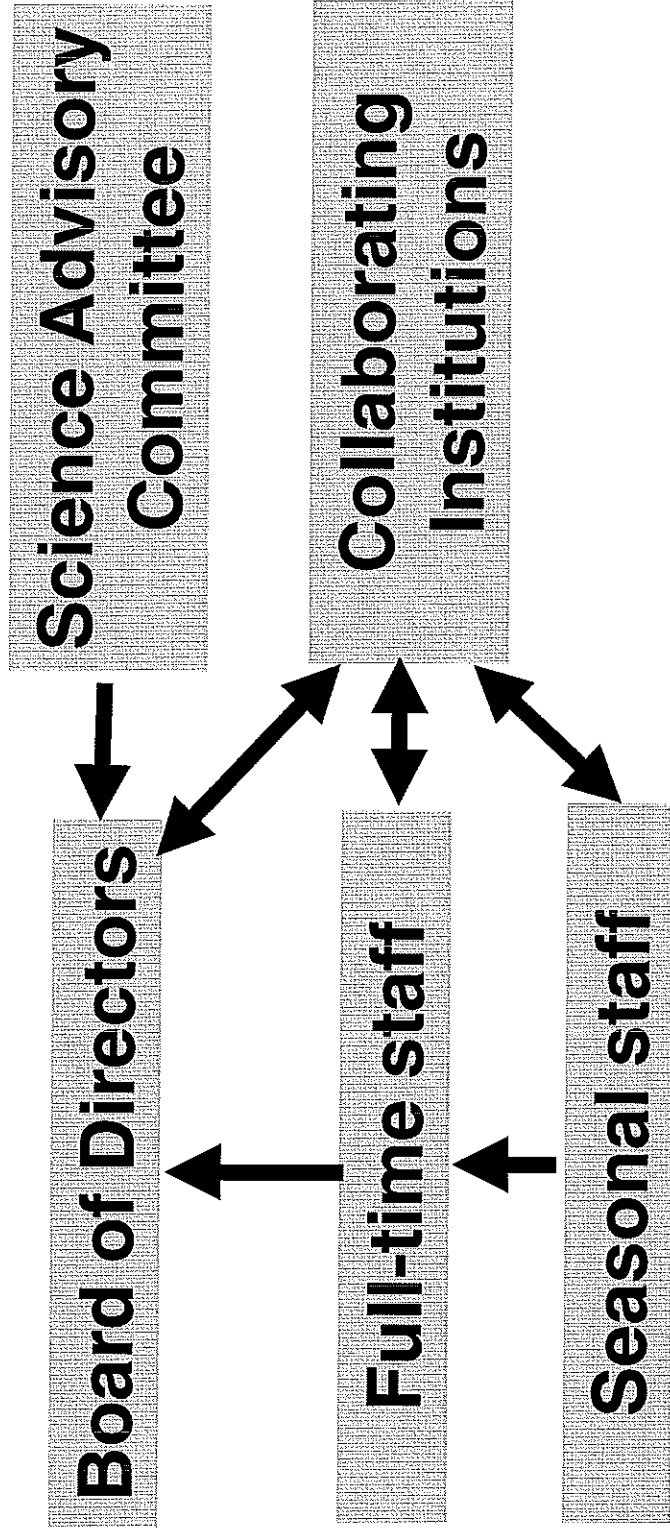 Board of Directors
Science Advisory
Committee
Full-time staff
Collaborating
Institutions
Seasonal staff